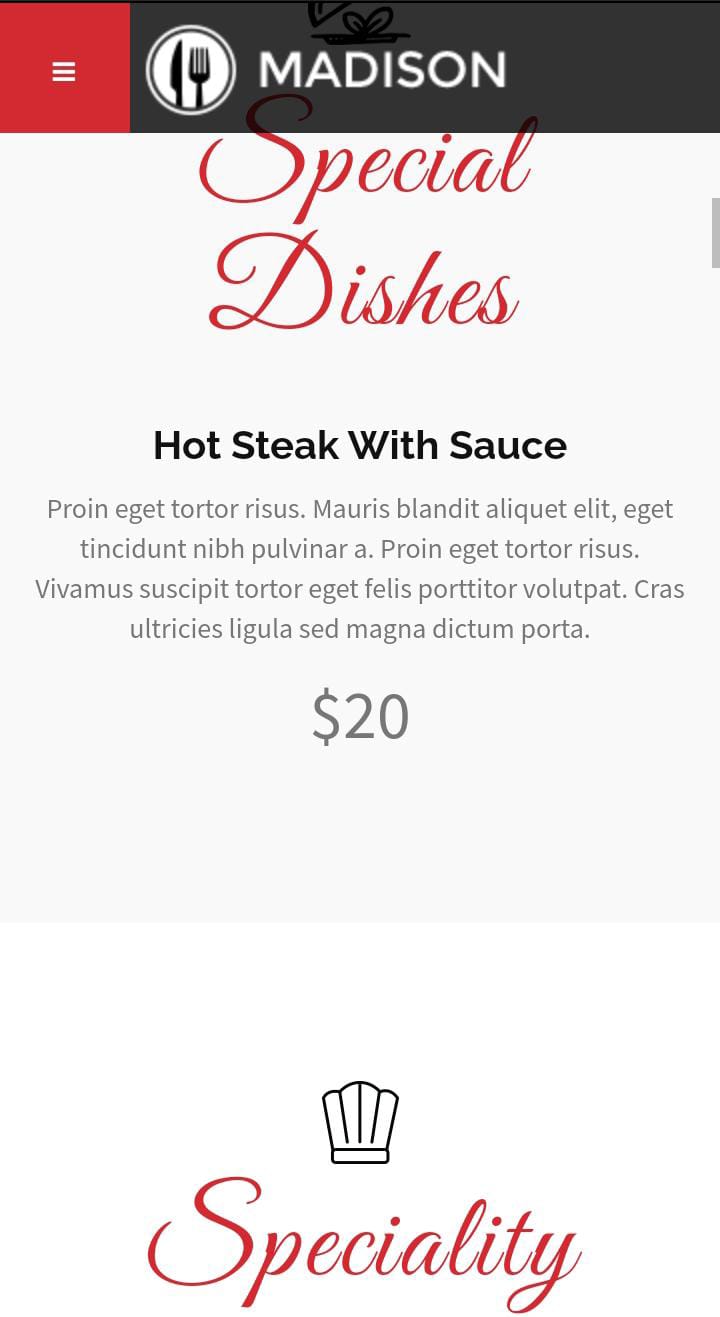 MADISON
Special
Dishes
Hot Steak With Sauce
Proin eget tortor risus. Mauris blandit aliquet elit, eget
tincidunt nibh pulvinar a. Proin eget tortor risus.
Vivamus suscipit tortor eget felis porttitor volutpat. Cras
ultricies ligula sed magna dictum porta.
$20
Speciality